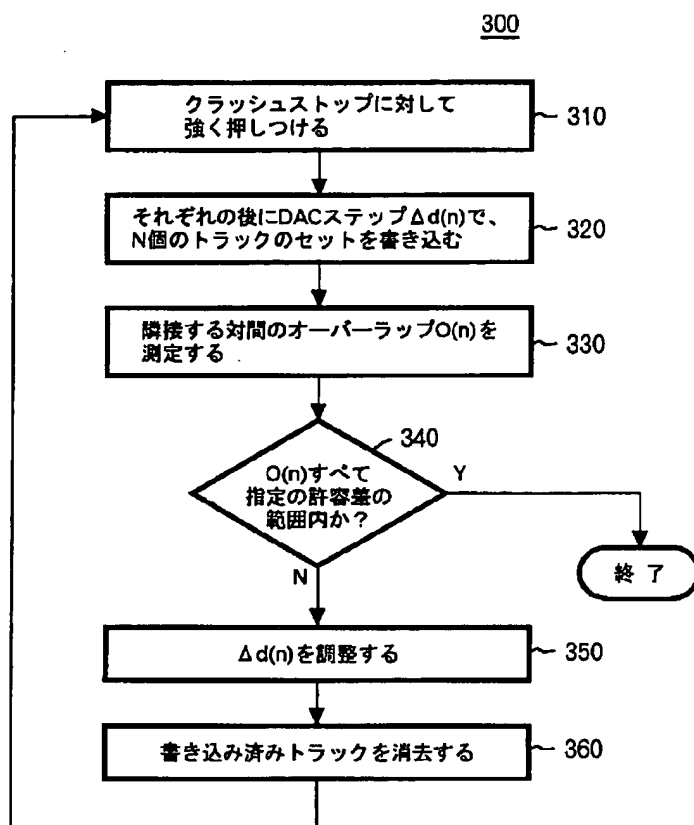 300
クラッシュストップに対して
強く押しつける
310
それぞれの後にDACステップΔd(n)で、
N個のトラックのセットを書き込む
320
隣接する対間のオーバーラップO(n)を
測定する
330
340
O(n)すべて
指定の許容差の
範囲内か？
Y
N
終 了
Δd(n)を調整する
350
書き込み済みトラックを消去する
360